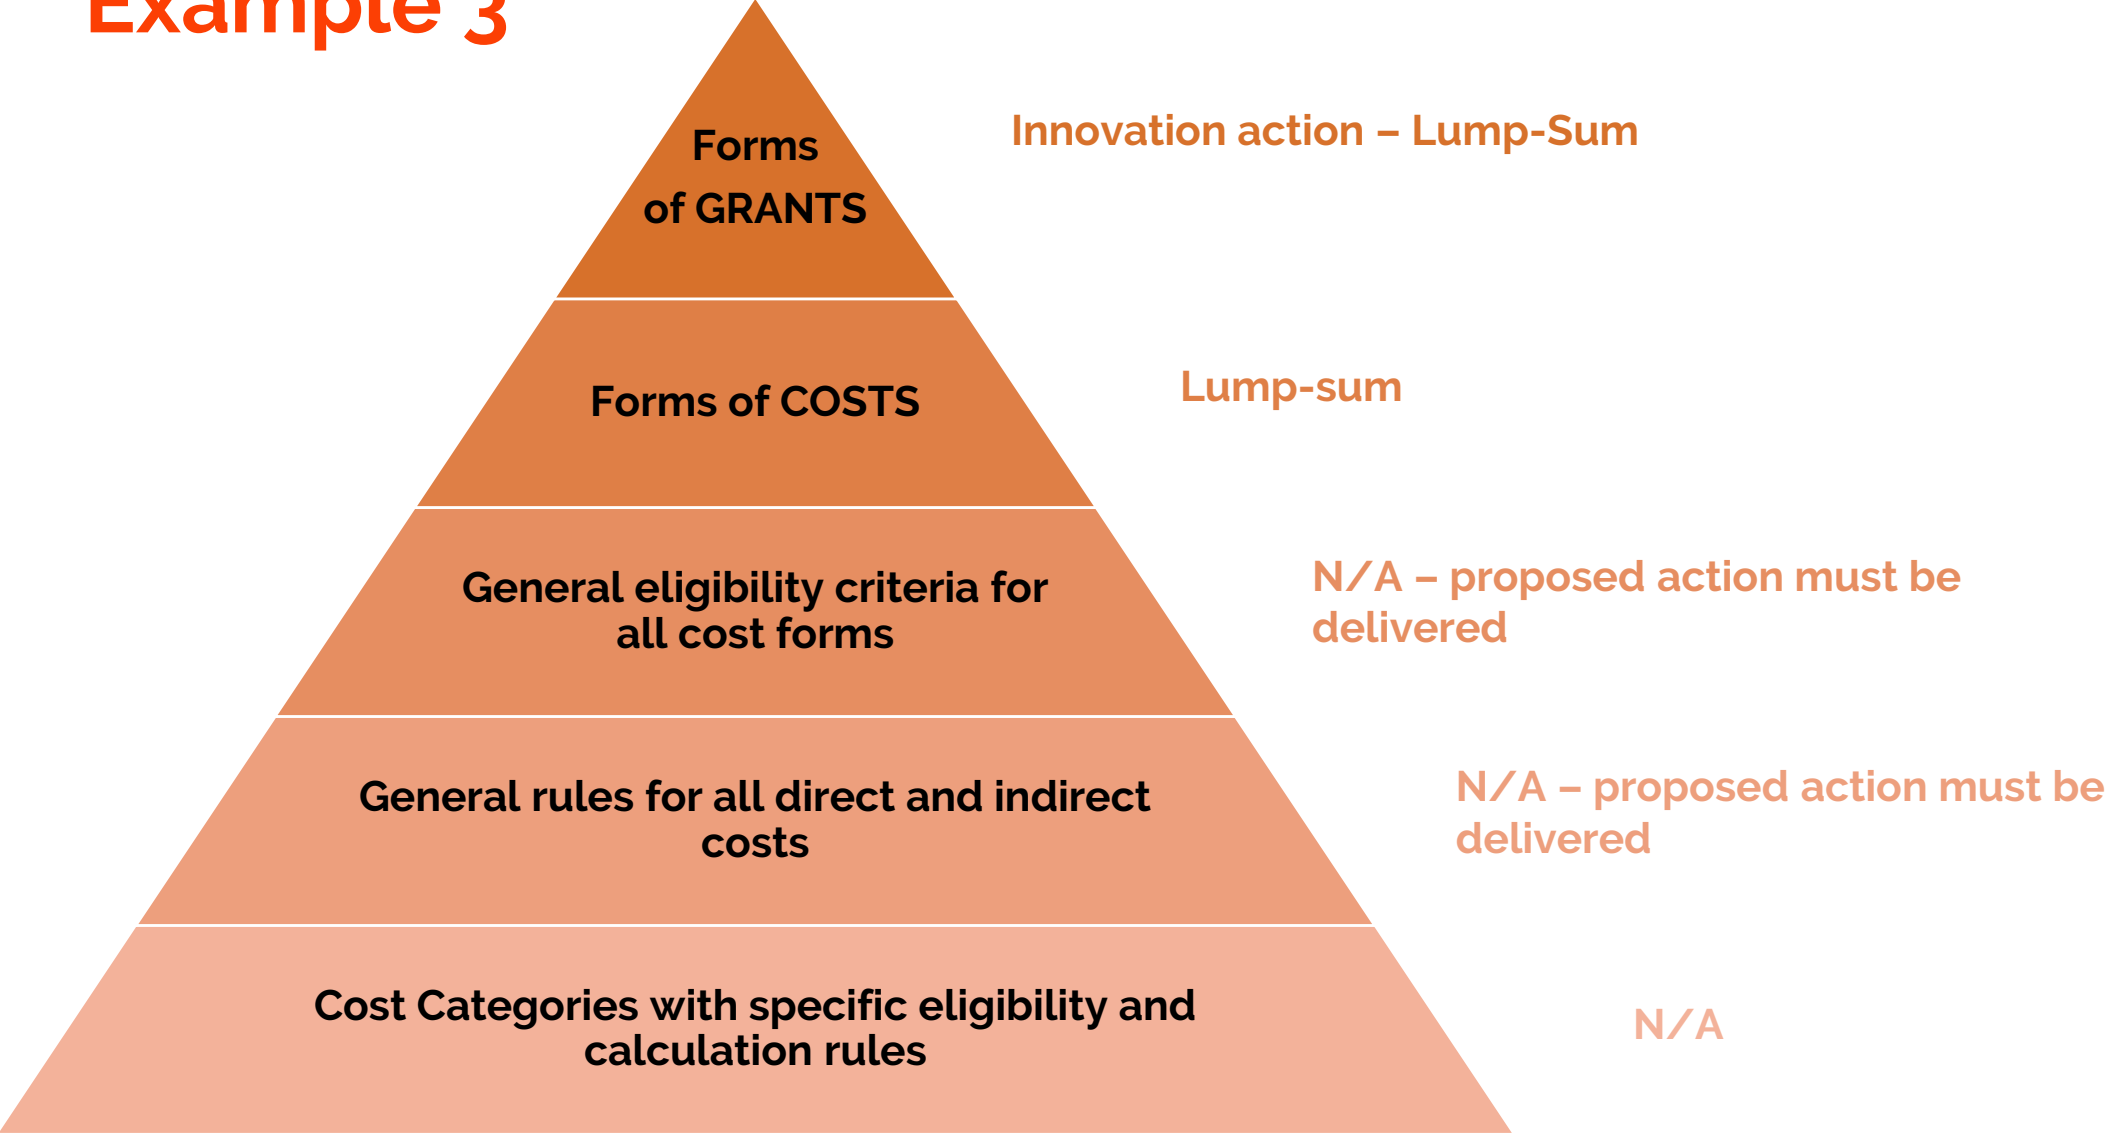 Example 3
Forms
of GRANTS
Innovation action – Lump-Sum
Forms of COSTS
Lump-sum
General eligibility criteria for
all cost forms
N/A – proposed action must be
delivered
General rules for all direct and indirect
costs
N/A – proposed action must be
delivered
Cost Categories with specific eligibility and
calculation rules
N/A